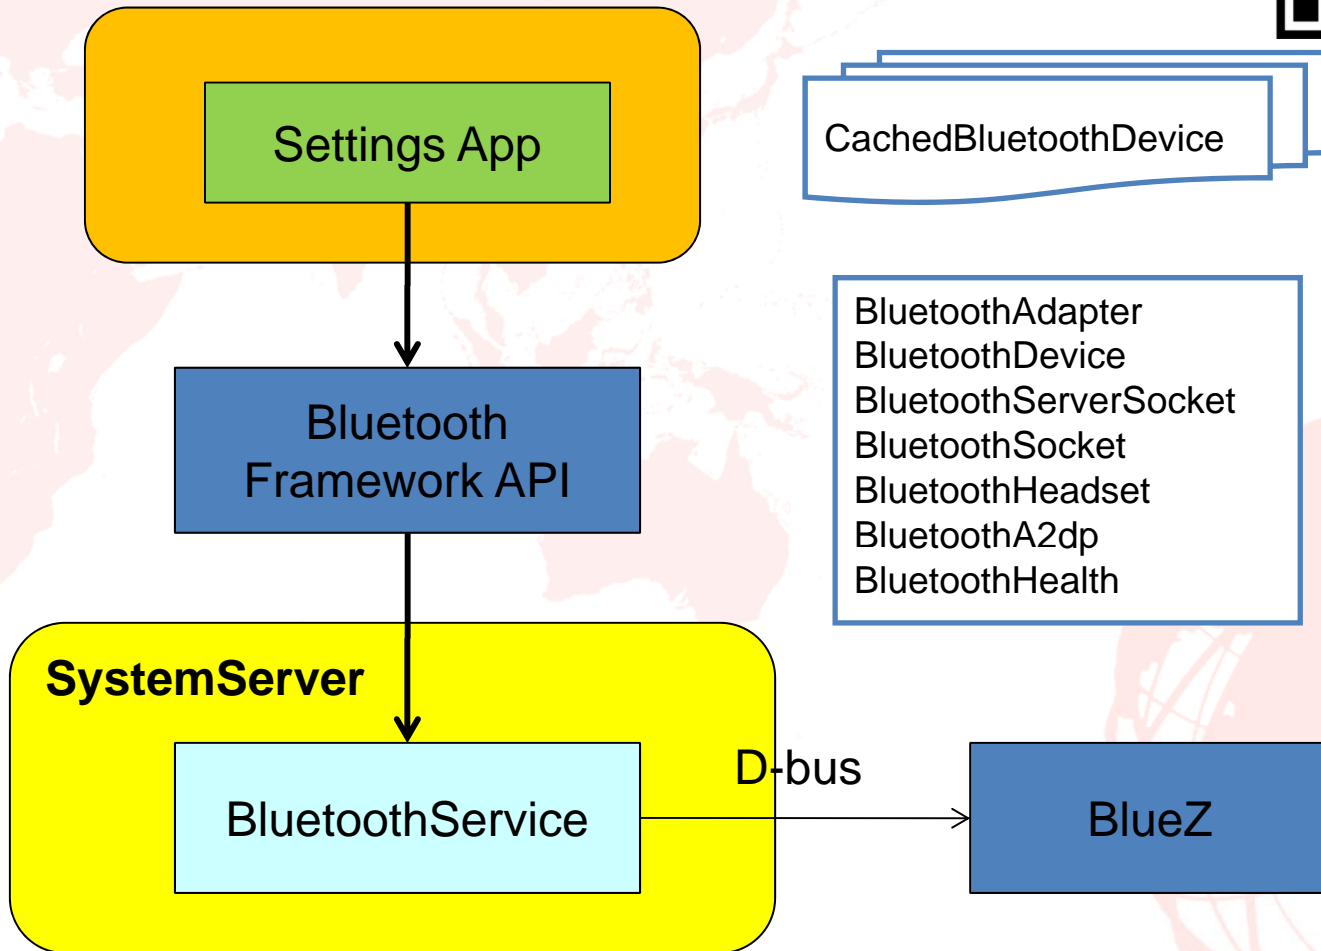 Settings App
CachedBluetoothDevice
Bluetooth
Framework API
BluetoothAdapter
BluetoothDevice
BluetoothServerSocket
BluetoothSocket
BluetoothHeadset
BluetoothA2dp
BluetoothHealth
SystemServer
BluetoothService
D-bus
BlueZ